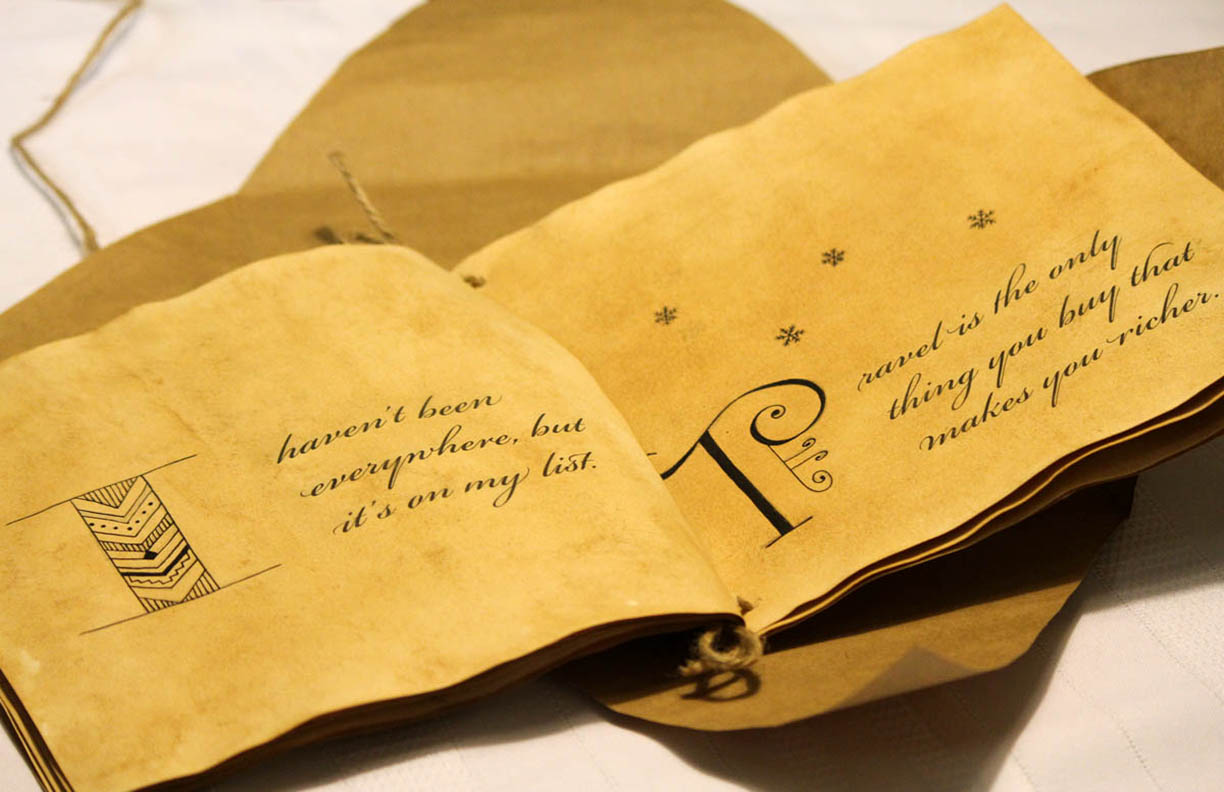 I haven't been
everywhere, but
it's on my list.
Travel is the only
thing you buy that
makes you richer.